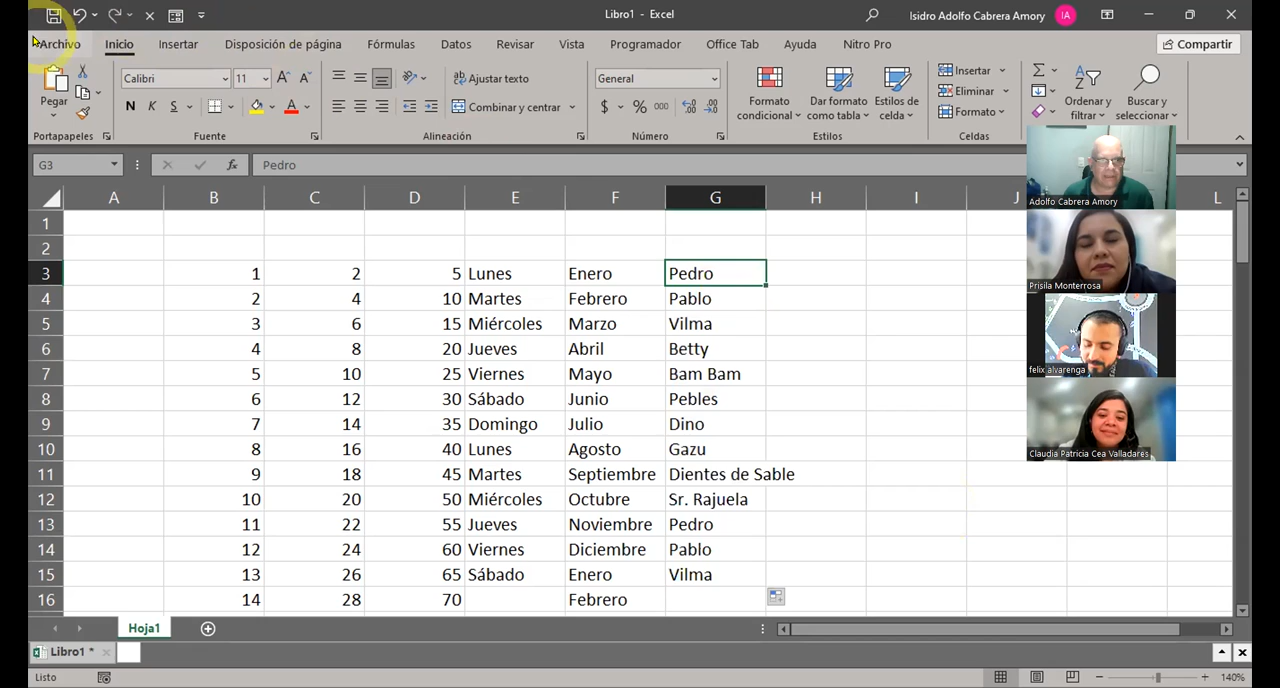 Libro1 - Excel
Isidro Adolfo Cabrera Amory
IA
Archivo Inicio Insertar Disposición de página Fórmulas Datos Revisar Vista Programador Office Tab Ayuda Nitro Pro
Compartir
Pegar
Portapapeles
Calibri 11
N K S
Fuente
Ajustar texto
Combinar y centrar
Alineación
General
$ % 000
Número
Formato condicional
Dar formato como tabla
Estilos de celda
Estilos
Insertar
Eliminar
Formato
Celdas
Ordenar y filtrar
Buscar y seleccionar
G3 fx Pedro
A B C D E F G H I J L
1
2
3 1 2 5 Lunes Enero Pedro
4 2 4 10 Martes Febrero Pablo
5 3 6 15 Miércoles Marzo Vilma
6 4 8 20 Jueves Abril Betty
7 5 10 25 Viernes Mayo Bam Bam
8 6 12 30 Sábado Junio Pebles
9 7 14 35 Domingo Julio Dino
10 8 16 40 Lunes Agosto Gazu
11 9 18 45 Martes Septiembre Dientes de Sable
12 10 20 50 Miércoles Octubre Sr. Rajuela
13 11 22 55 Jueves Noviembre Pedro
14 12 24 60 Viernes Diciembre Pablo
15 13 26 65 Sábado Enero Vilma
16 14 28 70 Febrero
Adolfo Cabrera Amory
Prisila Monterrosa
felix alvarenga
Claudia Patricia Cea Valladares
Hoja1
Libro1 *
Listo
140%